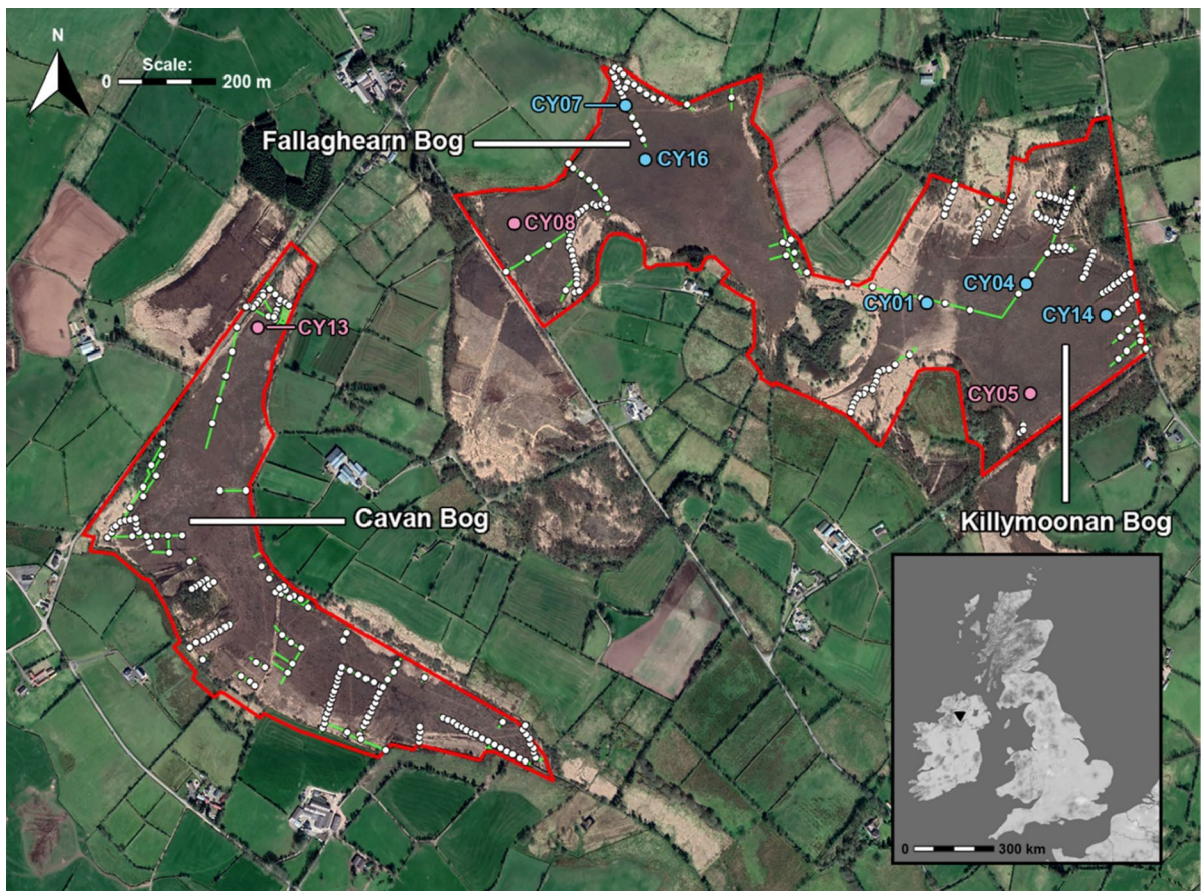 N
Scale:
0 200 m
CY07
Fallaghearn Bog
CY16
CY08
CY04
CY01
CY14
CY13
CY05
Cavan Bog
Killymoonan Bog
0 300 km